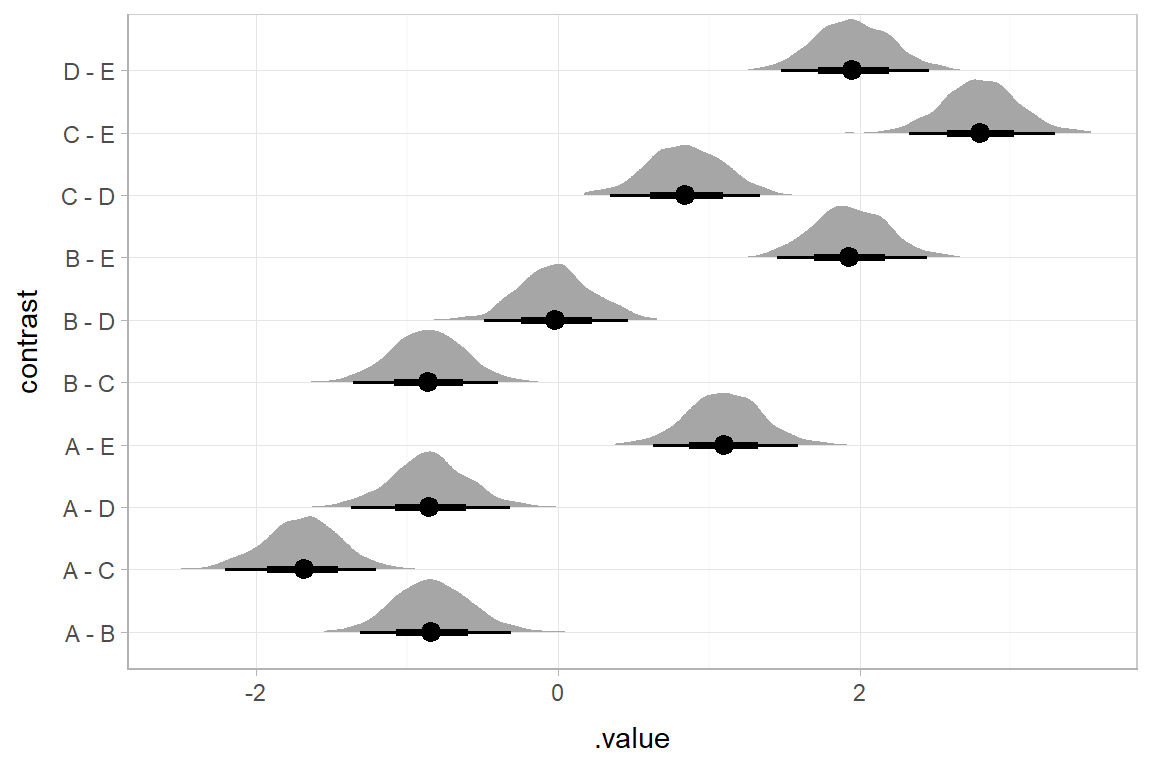 D - E
C - E
C - D
B - E
B - D
B - C
A - E
A - D
A - C
A - B
contrast
-2 0 2
.value